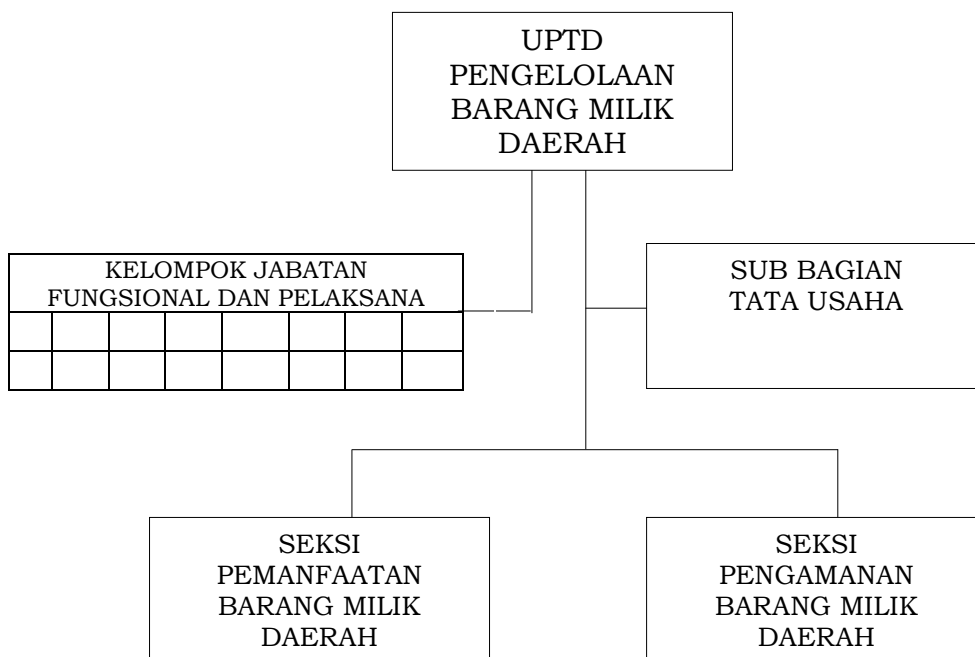 UPTD
PENGELOLAAN
BARANG MILIK
DAERAH
KELOMPOK JABATAN
FUNGSIONAL DAN PELAKSANA
SUB BAGIAN
TATA USAHA
SEKSI
PEMANFAATAN
BARANG MILIK
DAERAH
SEKSI
PENGAMANAN
BARANG MILIK
DAERAH